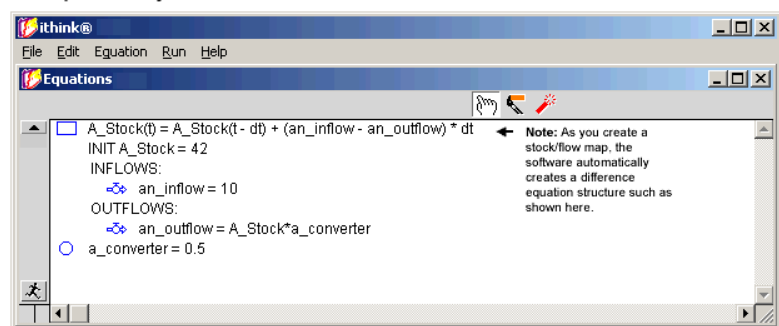 ithink®
File Edit Equation Run Help
Equations
A_Stock(t) = A_Stock(t - dt) + (an_inflow - an_outflow) * dt
INIT A_Stock = 42
INFLOWS:
an_inflow = 10
OUTFLOWS:
an_outflow = A_Stock*a_converter
a_converter = 0.5
Note: As you create a
stock/flow map, the
software automatically
creates a difference
equation structure such as
shown here.